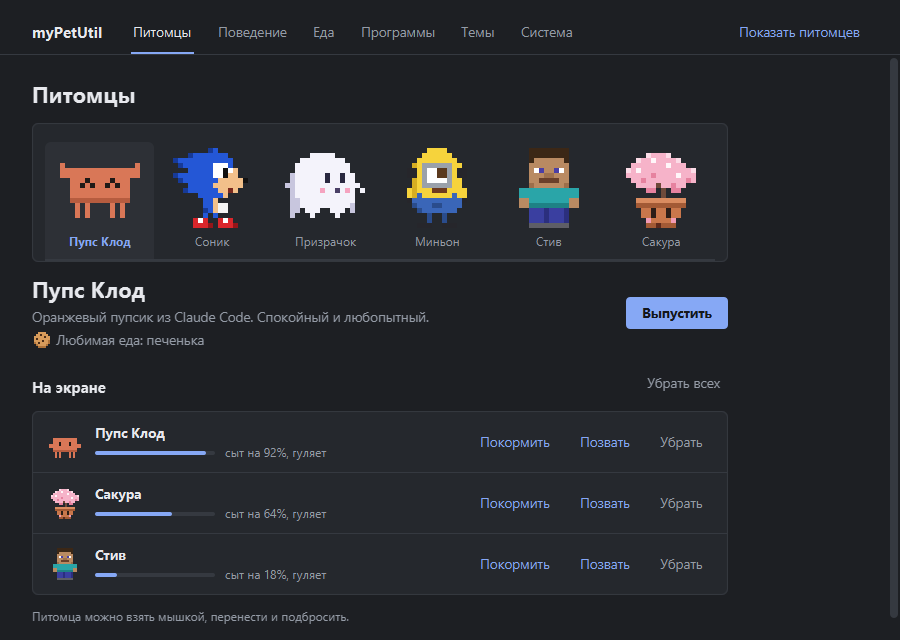 myPetUtil Питомцы Поведение Еда Программы Темы Система Показать питомцев
Питомцы
Пупс Клод Соник Призрачок Миньон Стив Сакура
Пупс Клод
Оранжевый пупсик из Claude Code. Спокойный и любопытный.
Любимая еда: печенька
Выпустить
На экране
Убрать всех
Пупс Клод
сыт на 92%, гуляет
Покормить Позвать Убрать
Сакура
сыт на 64%, гуляет
Покормить Позвать Убрать
Стив
сыт на 18%, гуляет
Покормить Позвать Убрать
Питомца можно взять мышкой, перенести и подбросить.